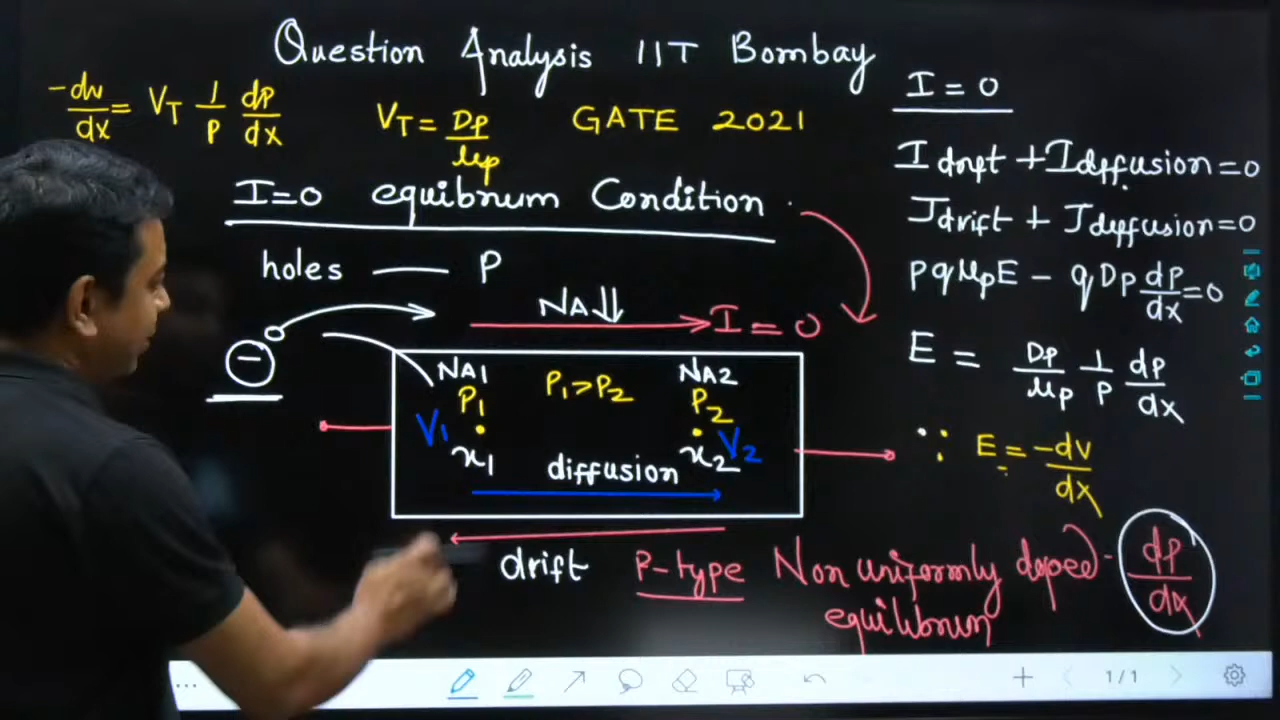 Question Analysis IIT Bombay
-dv/dx = VT 1/P dP/dx
VT = Dp/μp
GATE 2021
I=0 equibrium Condition
holes — P
NA↓↓
I=0
NA1
P1
V1
x1
P1>P2
NA2
P2
V2
x2
diffusion
drift
P-type Non uniformly doped
equilibrium
dp/dx
I = 0
Idrift + Idiffusion=0
Jdrift + Jdiffusion=0
pqμpE - qDp dp/dx=0
E = Dp/μp 1/P dp/dx
∵ E = -dv/dx
1/1